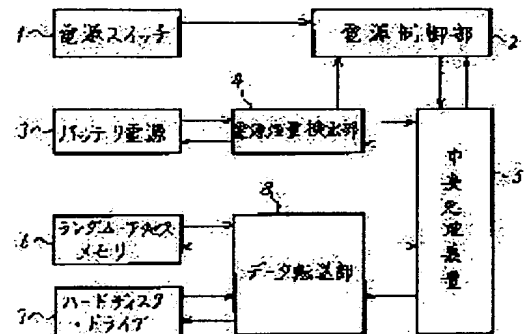 1
電源スイッチ
電源制御部
2
3
バッテリ電源
4
電源残量検出部
中央処理装置
5
6
ランダム・アクセス
メモリ
8
データ転送部
7
ハードディスク
・ドライブ